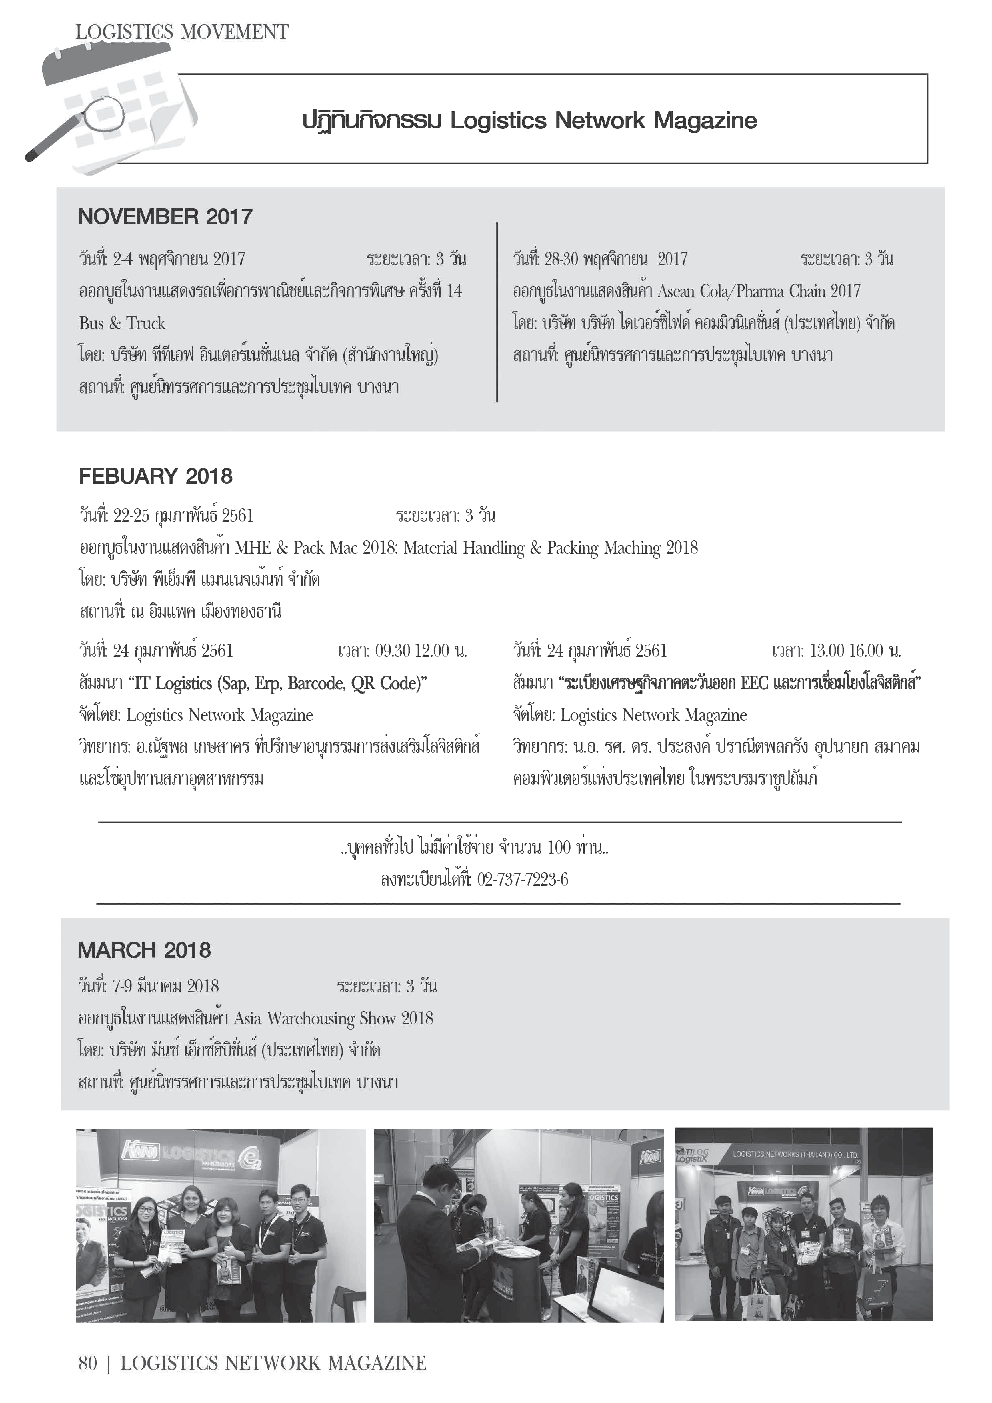 LOGISTICS MOVEMENT
ปฏิทินกิจกรรม Logistics Network Magazine
NOVEMBER 2017
วันที่: 2-4 พฤศจิกายน 2017 ระยะเวลา: 3 วัน
ออกบูธในงานแสดงรถเพื่อการพาณิชย์และกิจการพิเศษ ครั้งที่ 14
Bus & Truck
โดย: บริษัท ทีทีเอฟ อินเตอร์เนชั่นเนล จำกัด (สำนักงานใหญ่)
สถานที่: ศูนย์นิทรรศการและการประชุมไบเทค บางนา
วันที่: 28-30 พฤศจิกายน 2017 ระยะเวลา: 3 วัน
ออกบูธในงานแสดงสินค้า Asean Cola/Pharma Chain 2017
โดย: บริษัท บริษัท ไดเวอร์ซิไฟด์ คอมมิวนิเคชั่นส์ (ประเทศไทย) จำกัด
สถานที่: ศูนย์นิทรรศการและการประชุมไบเทค บางนา
FEBUARY 2018
วันที่: 22-25 กุมภาพันธ์ 2561 ระยะเวลา: 3 วัน
ออกบูธในงานแสดงสินค้า MHE & Pack Mac 2018: Material Handling & Packing Maching 2018
โดย: บริษัท พีเอ็มพี แมนเนจเม้นท์ จำกัด
สถานที่: ณ อิมแพค เมืองทองธานี
วันที่: 24 กุมภาพันธ์ 2561 เวลา: 09.30 12.00 น.
สัมมนา “IT Logistics (Sap, Erp, Barcode, QR Code)”
จัดโดย: Logistics Network Magazine
วิทยากร: อ.ณัฐพล เกษสาคร ที่ปรึกษาอนุกรรมการส่งเสริมโลจิสติกส์
และโซ่อุปทานสภาอุตสาหกรรม
วันที่: 24 กุมภาพันธ์ 2561 เวลา: 13.00 16.00 น.
สัมมนา “ระเบียงเศรษฐกิจภาคตะวันออก EEC และการเชื่อมโยงโลจิสติกส์”
จัดโดย: Logistics Network Magazine
วิทยากร: น.อ. รศ. ดร. ประสงค์ ปราณีตพลกรัง อุปนายก สมาคม
คอมพิวเตอร์แห่งประเทศไทย ในพระบรมราชูปถัมภ์
..บุคคลทั่วไป ไม่มีค่าใช้จ่าย จำนวน 100 ท่าน..
ลงทะเบียนได้ที่: 02-737-7223-6
MARCH 2018
วันที่: 7-9 มีนาคม 2018 ระยะเวลา: 3 วัน
ออกบูธในงานแสดงสินค้า Asia Warehousing Show 2018
โดย: บริษัท มันช์ เอ็กซ์ฮิบิชั่นส์ (ประเทศไทย) จำกัด
สถานที่: ศูนย์นิทรรศการและการประชุมไบเทค บางนา
LOGISTICS
LOGISTICS
TILOG
LogistiX
LOGISTICS NETWORKS (THAILAND) CO., LTD.
80 | LOGISTICS NETWORK MAGAZINE